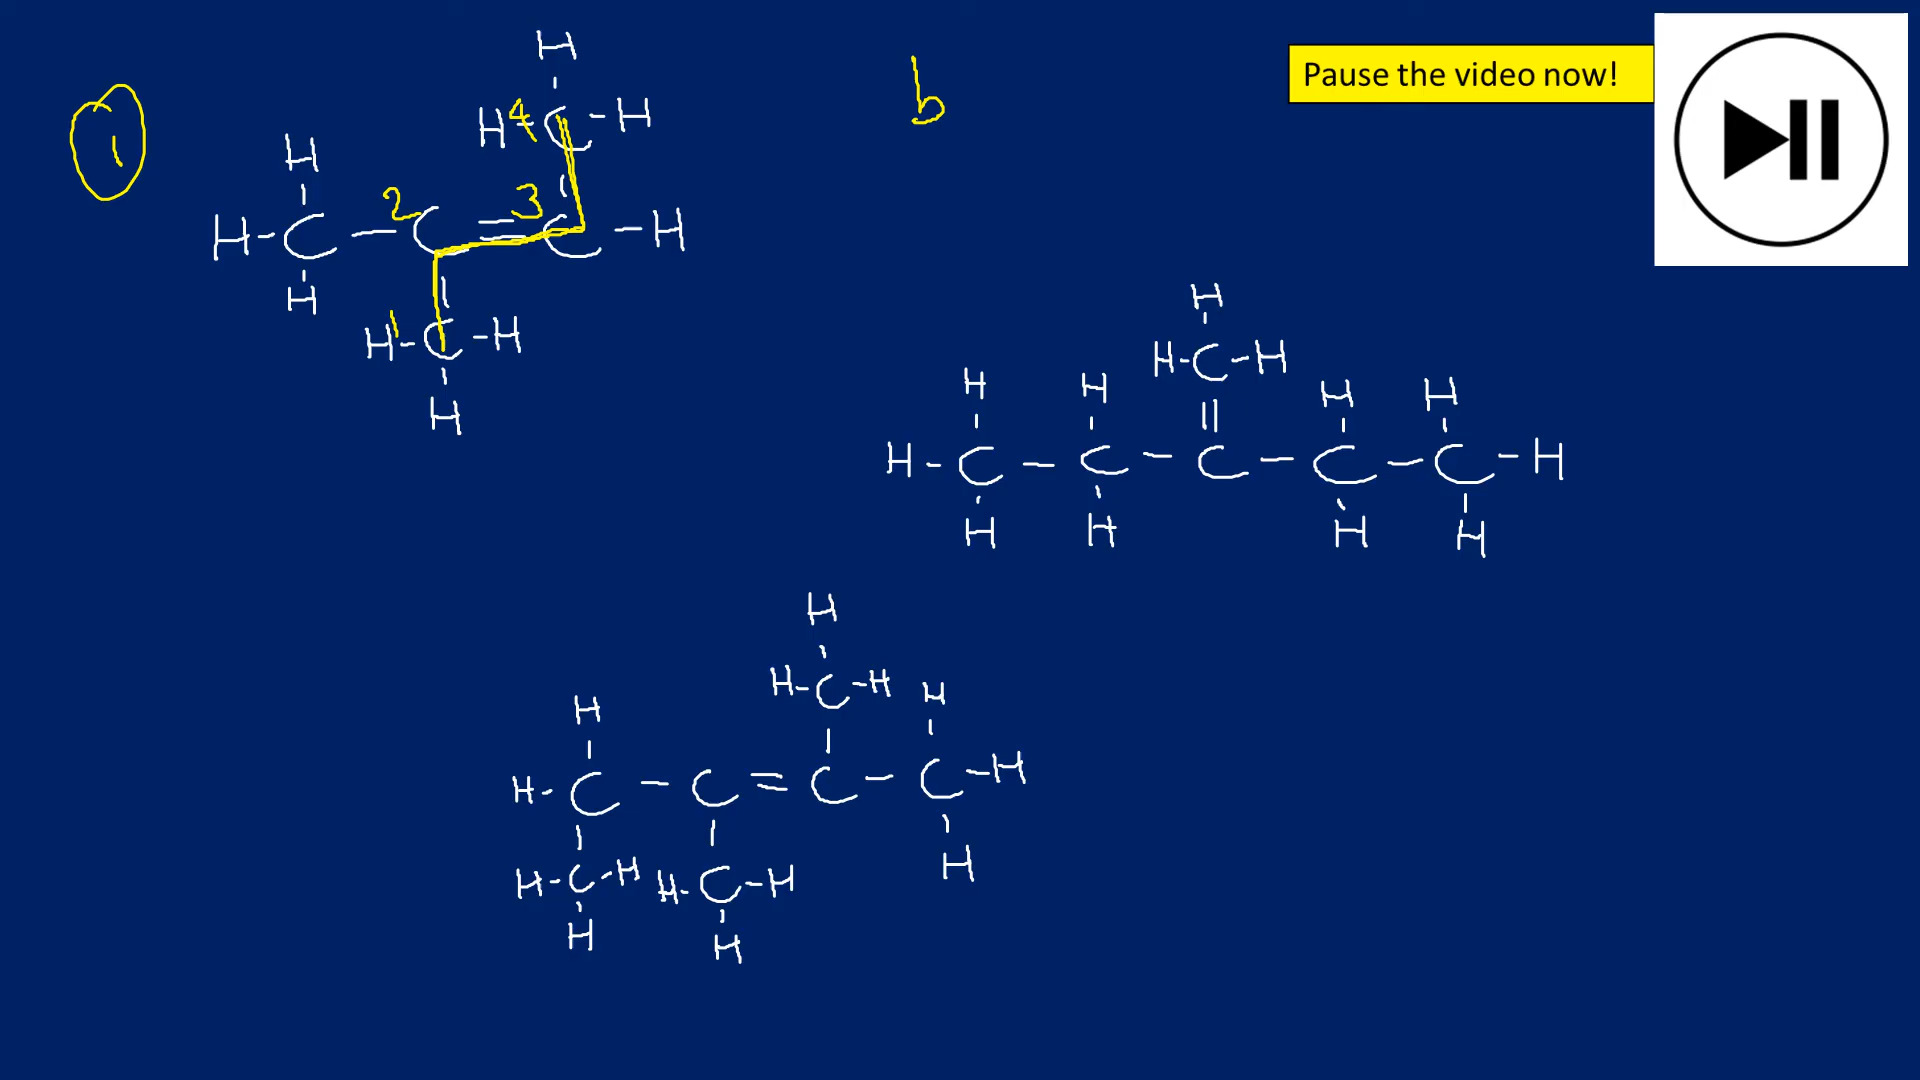 Pause the video now!
1
b
H
H 4 C - H
H
H - C - 2 C = 3 C - H
H
H 1 - C - H
H
H
H - C - H
H H H H
H - C - C - C - C - C - H
H H H H
H
H - C - H H
H
H - C - C = C - C - H
H
H - C - H H - C - H
H H